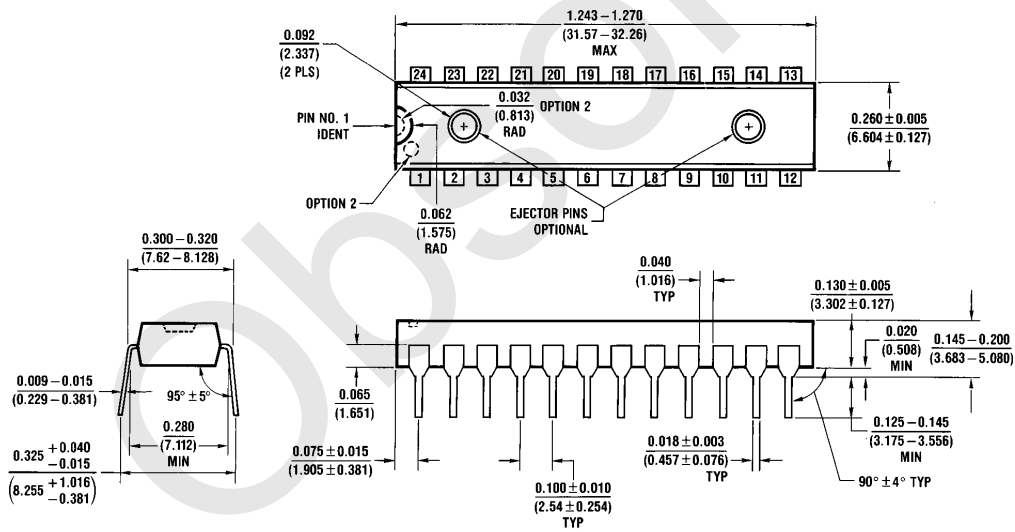 1.243 – 1.270
(31.57 – 32.26)
MAX
0.092
(2.337)
(2 PLS)
24 23 22 21 20 19 18 17 16 15 14 13
0.032
(0.813)
RAD
OPTION 2
PIN NO. 1
IDENT
0.260 ± 0.005
(6.604 ± 0.127)
1 2 3 4 5 6 7 8 9 10 11 12
OPTION 2
0.062
(1.575)
RAD
EJECTOR PINS
OPTIONAL
0.300 – 0.320
(7.62 – 8.128)
0.040
(1.016)
TYP
0.130 ± 0.005
(3.302 ± 0.127)
0.020
(0.508)
MIN
0.145 – 0.200
(3.683 – 5.080)
0.009 – 0.015
(0.229 – 0.381)
95° ± 5°
0.065
(1.651)
0.280
(7.112)
MIN
0.125 – 0.145
(3.175 – 3.556)
MIN
0.325 +0.040 –0.015
(8.255 +1.016 –0.381)
0.075 ± 0.015
(1.905 ± 0.381)
0.018 ± 0.003
(0.457 ± 0.076)
TYP
90° ± 4° TYP
0.100 ± 0.010
(2.54 ± 0.254)
TYP
Obsol